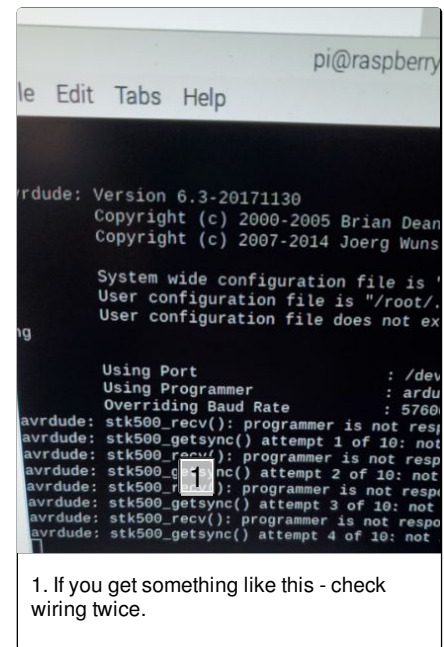 pi@raspberry
le Edit Tabs Help
vrdude: Version 6.3-20171130
Copyright (c) 2000-2005 Brian Dean
Copyright (c) 2007-2014 Joerg Wuns
System wide configuration file is "
User configuration file is "/root/.
User configuration file does not ex
ng
Using Port : /dev
Using Programmer : ardu
Overriding Baud Rate : 5760
avrdude: stk500_recv(): programmer is not resp
avrdude: stk500_getsync() attempt 1 of 10: not
avrdude: stk500_recv(): programmer is not resp
avrdude: stk500_getsync() attempt 2 of 10: not
avrdude: stk500_recv(): programmer is not respo
avrdude: stk500_getsync() attempt 3 of 10: not
avrdude: stk500_recv(): programmer is not respo
avrdude: stk500_getsync() attempt 4 of 10: not
1
1. If you get something like this - check
wiring twice.